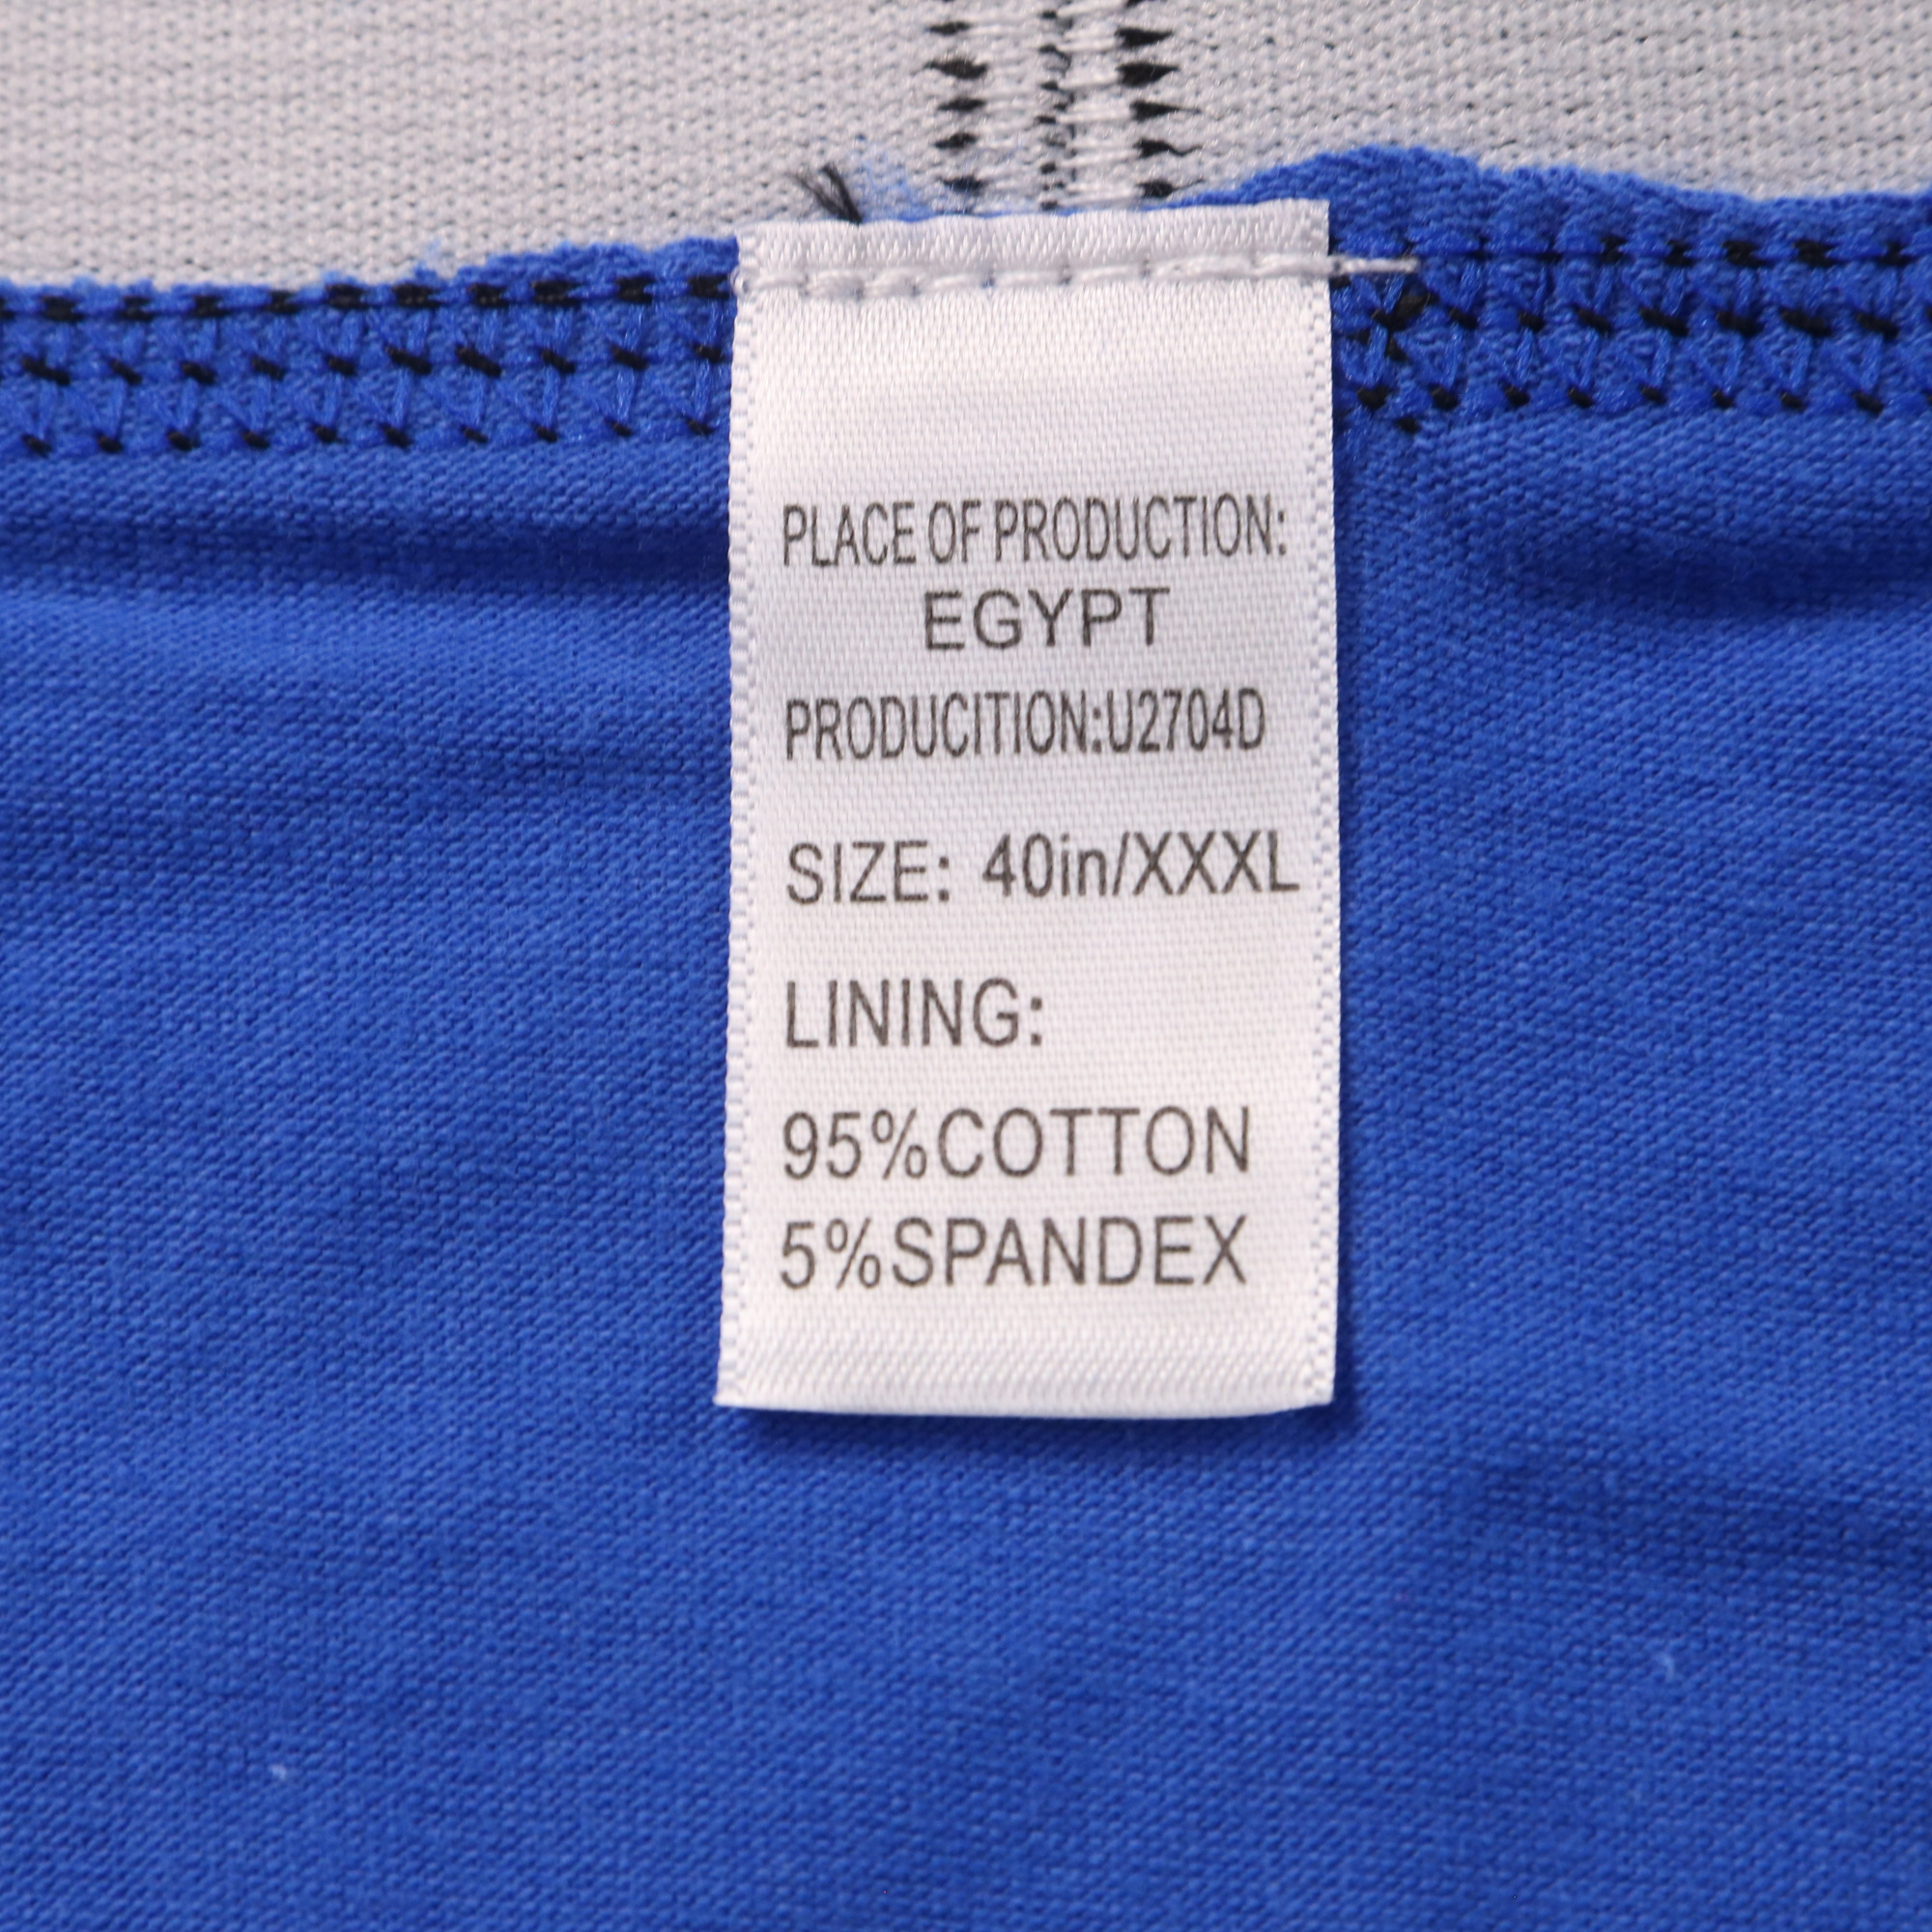 PLACE OF PRODUCTION:
EGYPT
PRODUCITION:U2704D
SIZE: 40in/XXXL
LINING:
95%COTTON
5%SPANDEX